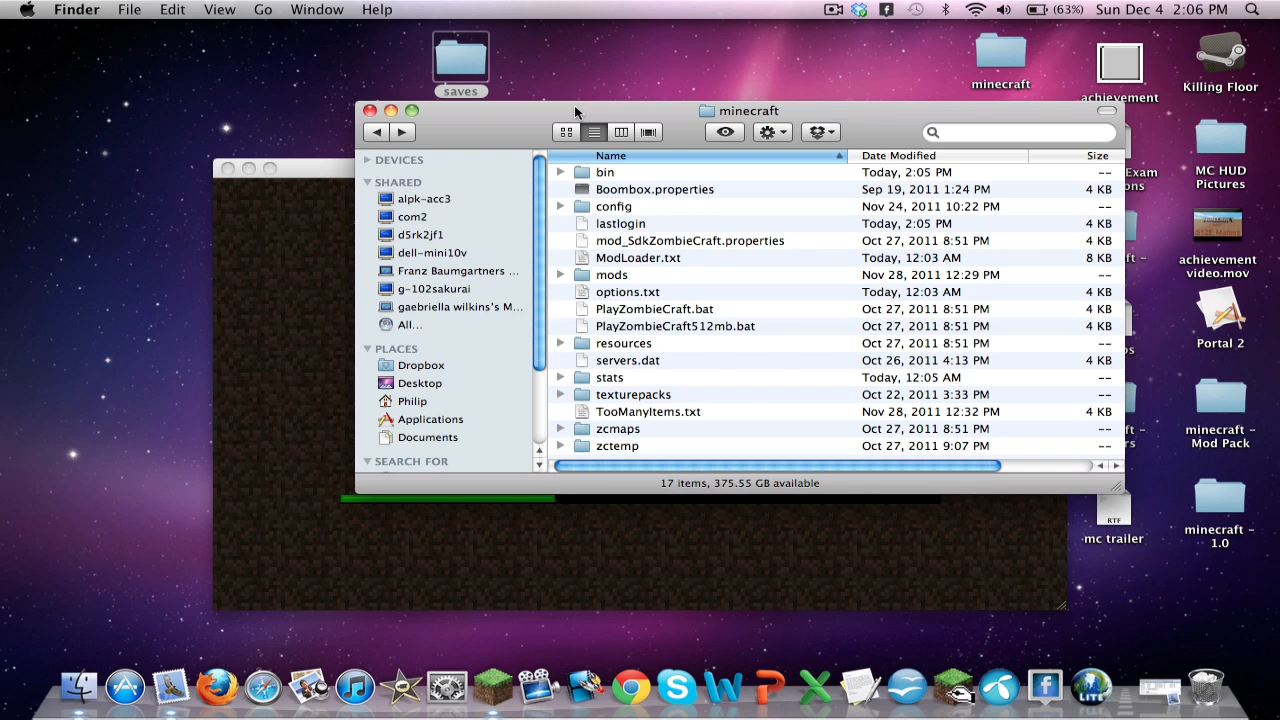 Finder File Edit View Go Window Help (63%) Sun Dec 4 2:06 PM
saves
minecraft
achievement
Killing Floor
minecraft
Name Date Modified Size
DEVICES
SHARED
alpk-acc3
com2
d5rk2jf1
dell-mini10v
Franz Baumgartners ...
g-102sakurai
gaebriella wilkins's M...
All...
PLACES
Dropbox
Desktop
Philip
Applications
Documents
SEARCH FOR
bin Today, 2:05 PM --
Boombox.properties Sep 19, 2011 1:24 PM 4 KB
config Nov 24, 2011 10:22 PM --
lastlogin Today, 2:05 PM 4 KB
mod_SdkZombieCraft.properties Oct 27, 2011 8:51 PM 4 KB
ModLoader.txt Today, 12:03 AM 8 KB
mods Nov 28, 2011 12:29 PM --
options.txt Today, 12:03 AM 4 KB
PlayZombieCraft.bat Oct 27, 2011 8:51 PM 4 KB
PlayZombieCraft512mb.bat Oct 27, 2011 8:51 PM 4 KB
resources Oct 27, 2011 8:51 PM --
servers.dat Oct 26, 2011 4:13 PM 4 KB
stats Today, 12:05 AM --
texturepacks Oct 22, 2011 3:33 PM --
TooManyItems.txt Nov 28, 2011 12:32 PM 4 KB
zcmaps Oct 27, 2011 8:51 PM --
zctemp Oct 27, 2011 9:07 PM --
17 items, 375.55 GB available
Exam
ons
MC HUD
Pictures
SIZE Matters
achievement
video.mov
ft -
Portal 2
os
ft -
rs
minecraft -
Mod Pack
RTF
mc trailer
minecraft -
1.0
LITE